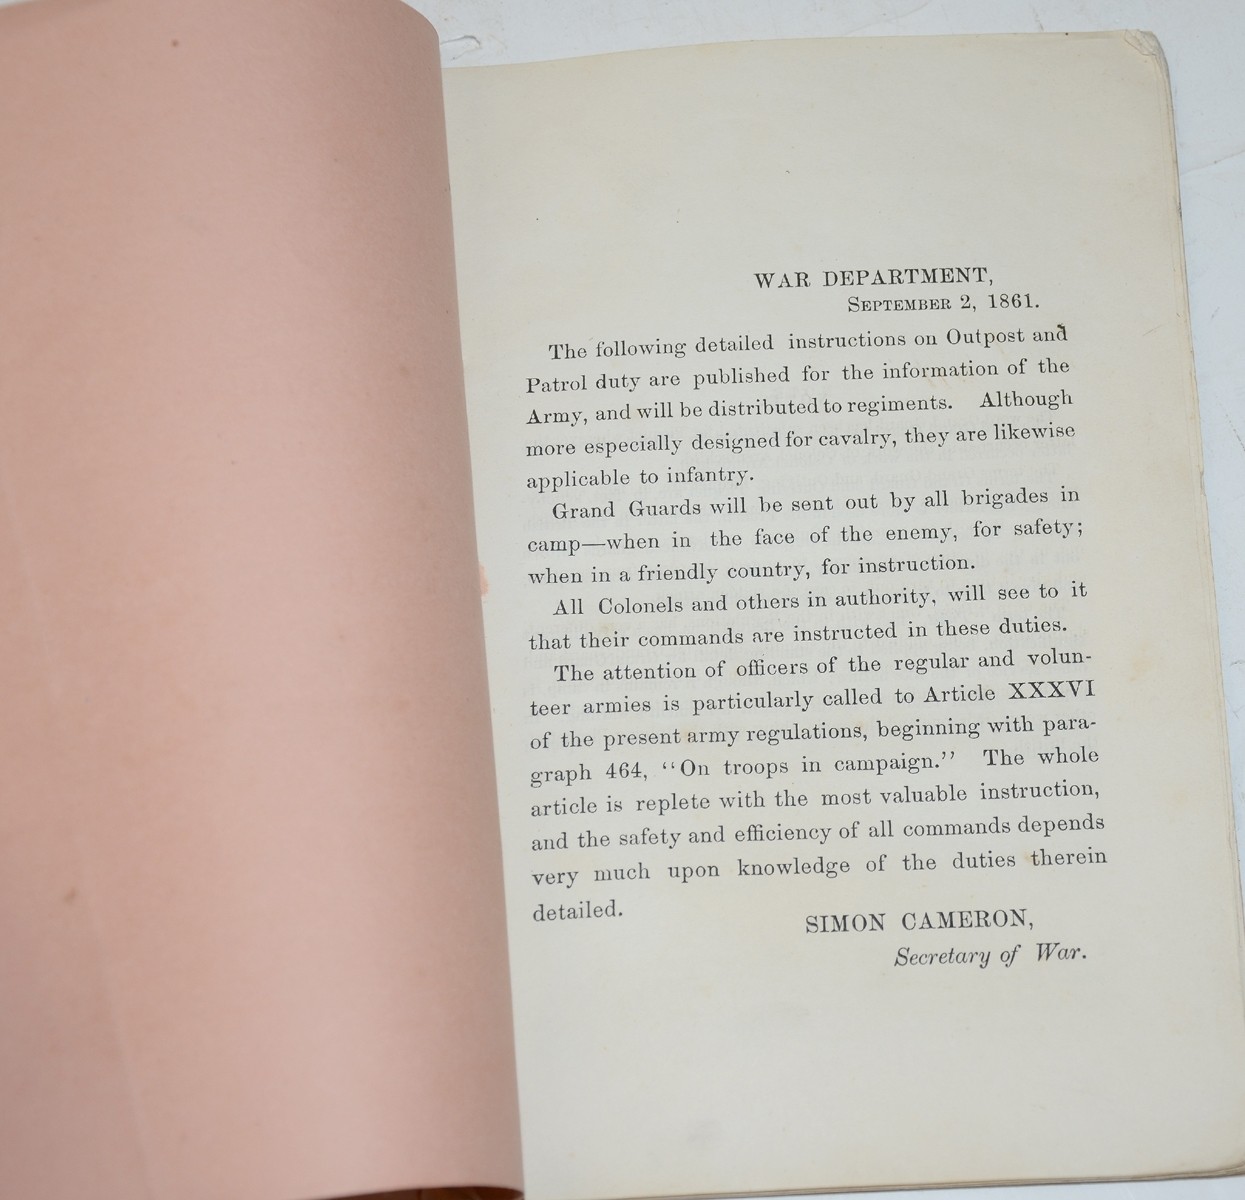 WAR DEPARTMENT,
SEPTEMBER 2, 1861.
The following detailed instructions on Outpost and
Patrol duty are published for the information of the
Army, and will be distributed to regiments. Although
more especially designed for cavalry, they are likewise
applicable to infantry.
Grand Guards will be sent out by all brigades in
camp—when in the face of the enemy, for safety;
when in a friendly country, for instruction.
All Colonels and others in authority, will see to it
that their commands are instructed in these duties.
The attention of officers of the regular and volun-
teer armies is particularly called to Article XXXVI
of the present army regulations, beginning with para-
graph 464, “On troops in campaign.” The whole
article is replete with the most valuable instruction,
and the safety and efficiency of all commands depends
very much upon knowledge of the duties therein
detailed.
SIMON CAMERON,
Secretary of War.